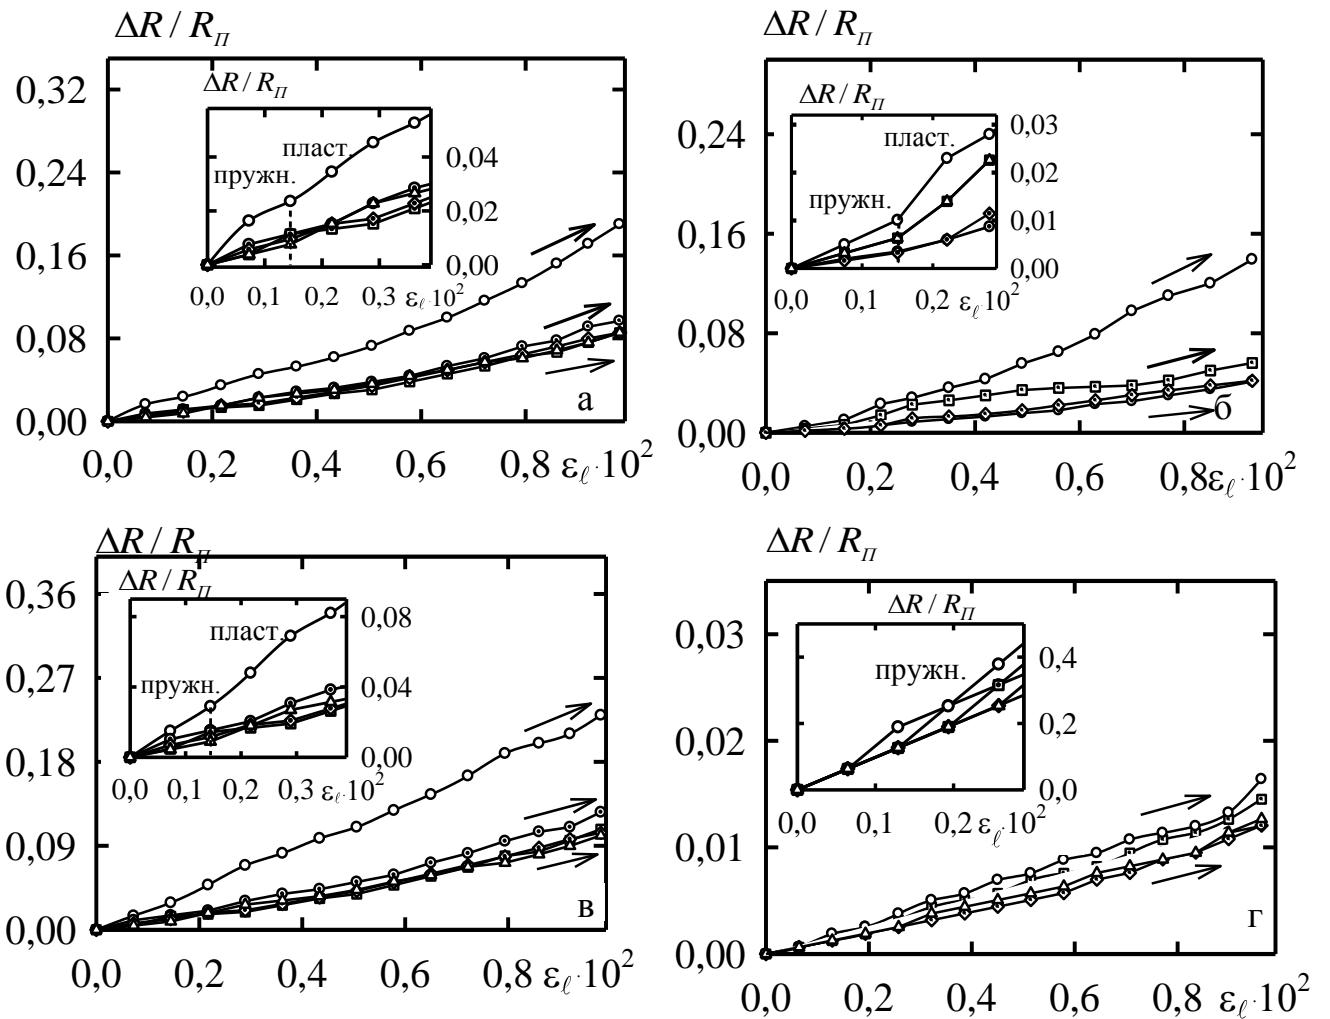 ΔR / R_П
0,32
0,24
0,16
0,08
0,00
0,0 0,2 0,4 0,6 0,8 ε_ℓ·10²
ΔR / R_П
пласт.
пружн.
0,04
0,02
0,00
0,0 0,1 0,2 0,3 ε_ℓ·10²
а
ΔR / R_П
0,24
0,16
0,08
0,00
0,0 0,2 0,4 0,6 0,8 ε_ℓ·10²
ΔR / R_П
пласт.
пружн.
0,03
0,02
0,01
0,00
0,0 0,1 0,2 ε_ℓ·10²
б
ΔR / R_П
0,36
0,27
0,18
0,09
0,00
0,0 0,2 0,4 0,6 0,8 ε_ℓ·10²
ΔR / R_П
пласт.
пружн.
0,08
0,04
0,00
0,0 0,1 0,2 0,3 ε_ℓ·10²
в
ΔR / R_П
0,03
0,02
0,01
0,00
0,0 0,2 0,4 0,6 0,8 ε_ℓ·10²
ΔR / R_П
пружн.
0,4
0,2
0,0
0,0 0,1 0,2 ε_ℓ·10²
г